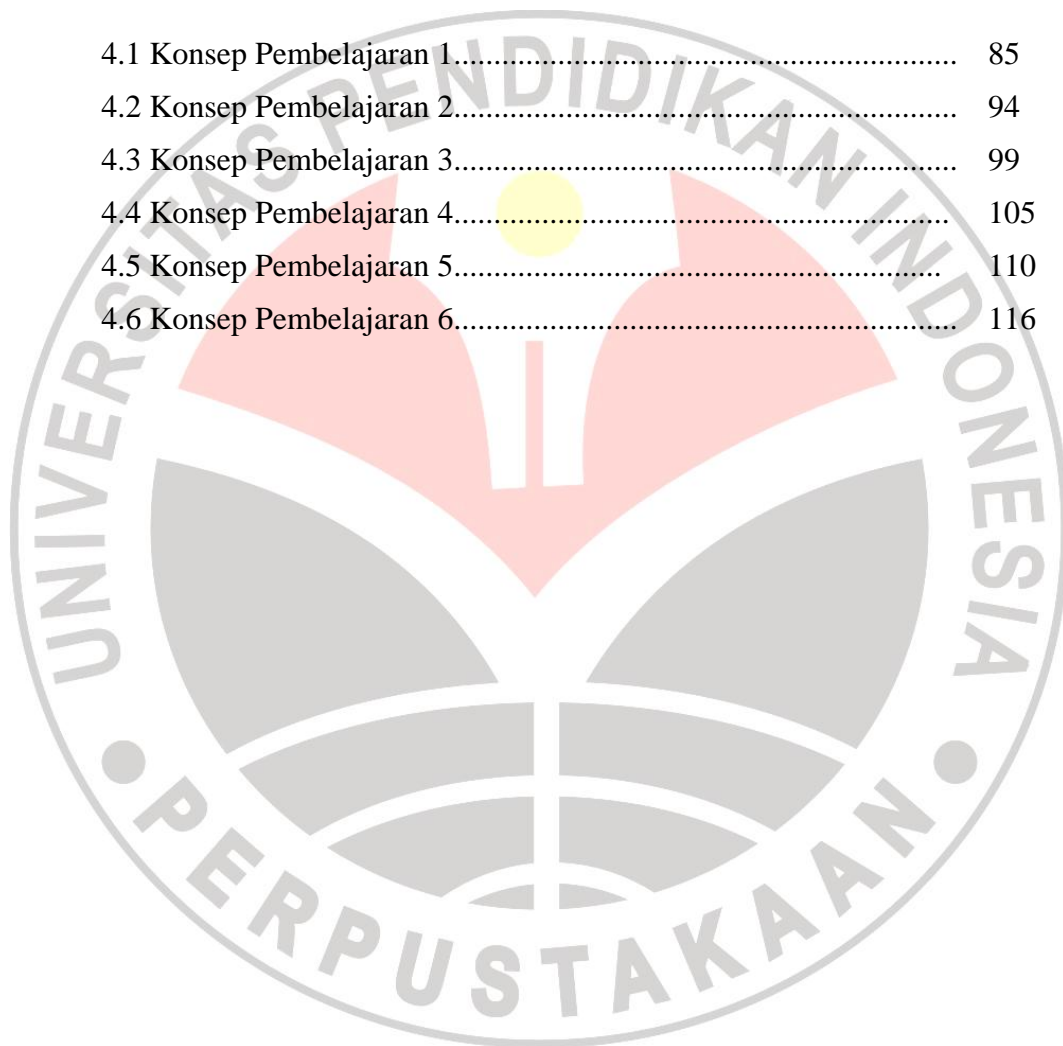 4.1 Konsep Pembelajaran 1................................................................ 85
4.2 Konsep Pembelajaran 2................................................................ 94
4.3 Konsep Pembelajaran 3................................................................ 99
4.4 Konsep Pembelajaran 4............................................................... 105
4.5 Konsep Pembelajaran 5.............................................................. 110
4.6 Konsep Pembelajaran 6................................................................ 116
UNIVERSITAS PENDIDIKAN INDONESIA
PERPUSTAKAAN